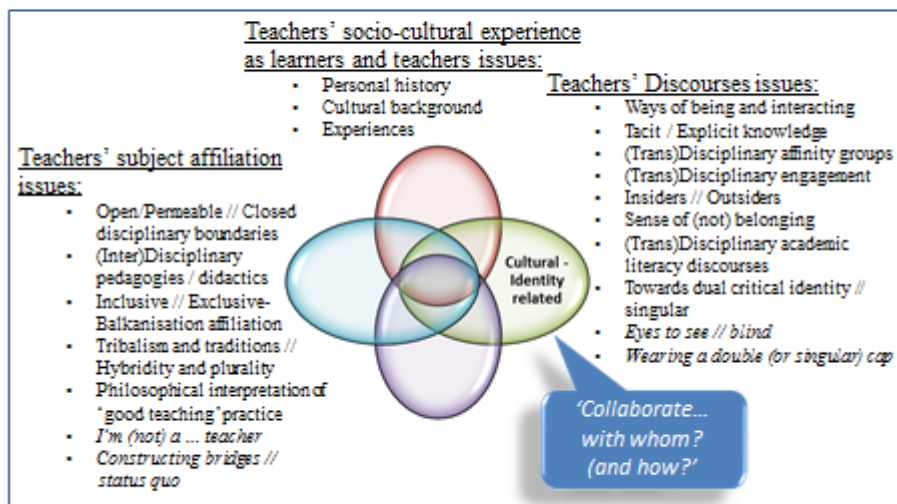 Teachers’ socio-cultural experience
as learners and teachers issues:
▪ Personal history
▪ Cultural background
▪ Experiences
Teachers’ Discourses issues:
▪ Ways of being and interacting
▪ Tacit / Explicit knowledge
▪ (Trans)Disciplinary affinity groups
▪ (Trans)Disciplinary engagement
▪ Insiders // Outsiders
▪ Sense of (not) belonging
▪ (Trans)Disciplinary academic
literacy discourses
▪ Towards dual critical identity //
singular
▪ Eyes to see // blind
▪ Wearing a double (or singular) cap
Teachers’ subject affiliation
issues:
▪ Open/Permeable // Closed
disciplinary boundaries
▪ (Inter)Disciplinary
pedagogies / didactics
▪ Inclusive // Exclusive-
Balkanisation affiliation
▪ Tribalism and traditions //
Hybridity and plurality
▪ Philosophical interpretation of
"good teaching" practice
▪ I'm (not) a ... teacher
▪ Constructing bridges //
status quo
Cultural -
Identity
related
‘Collaborate...
with whom?
(and how?’